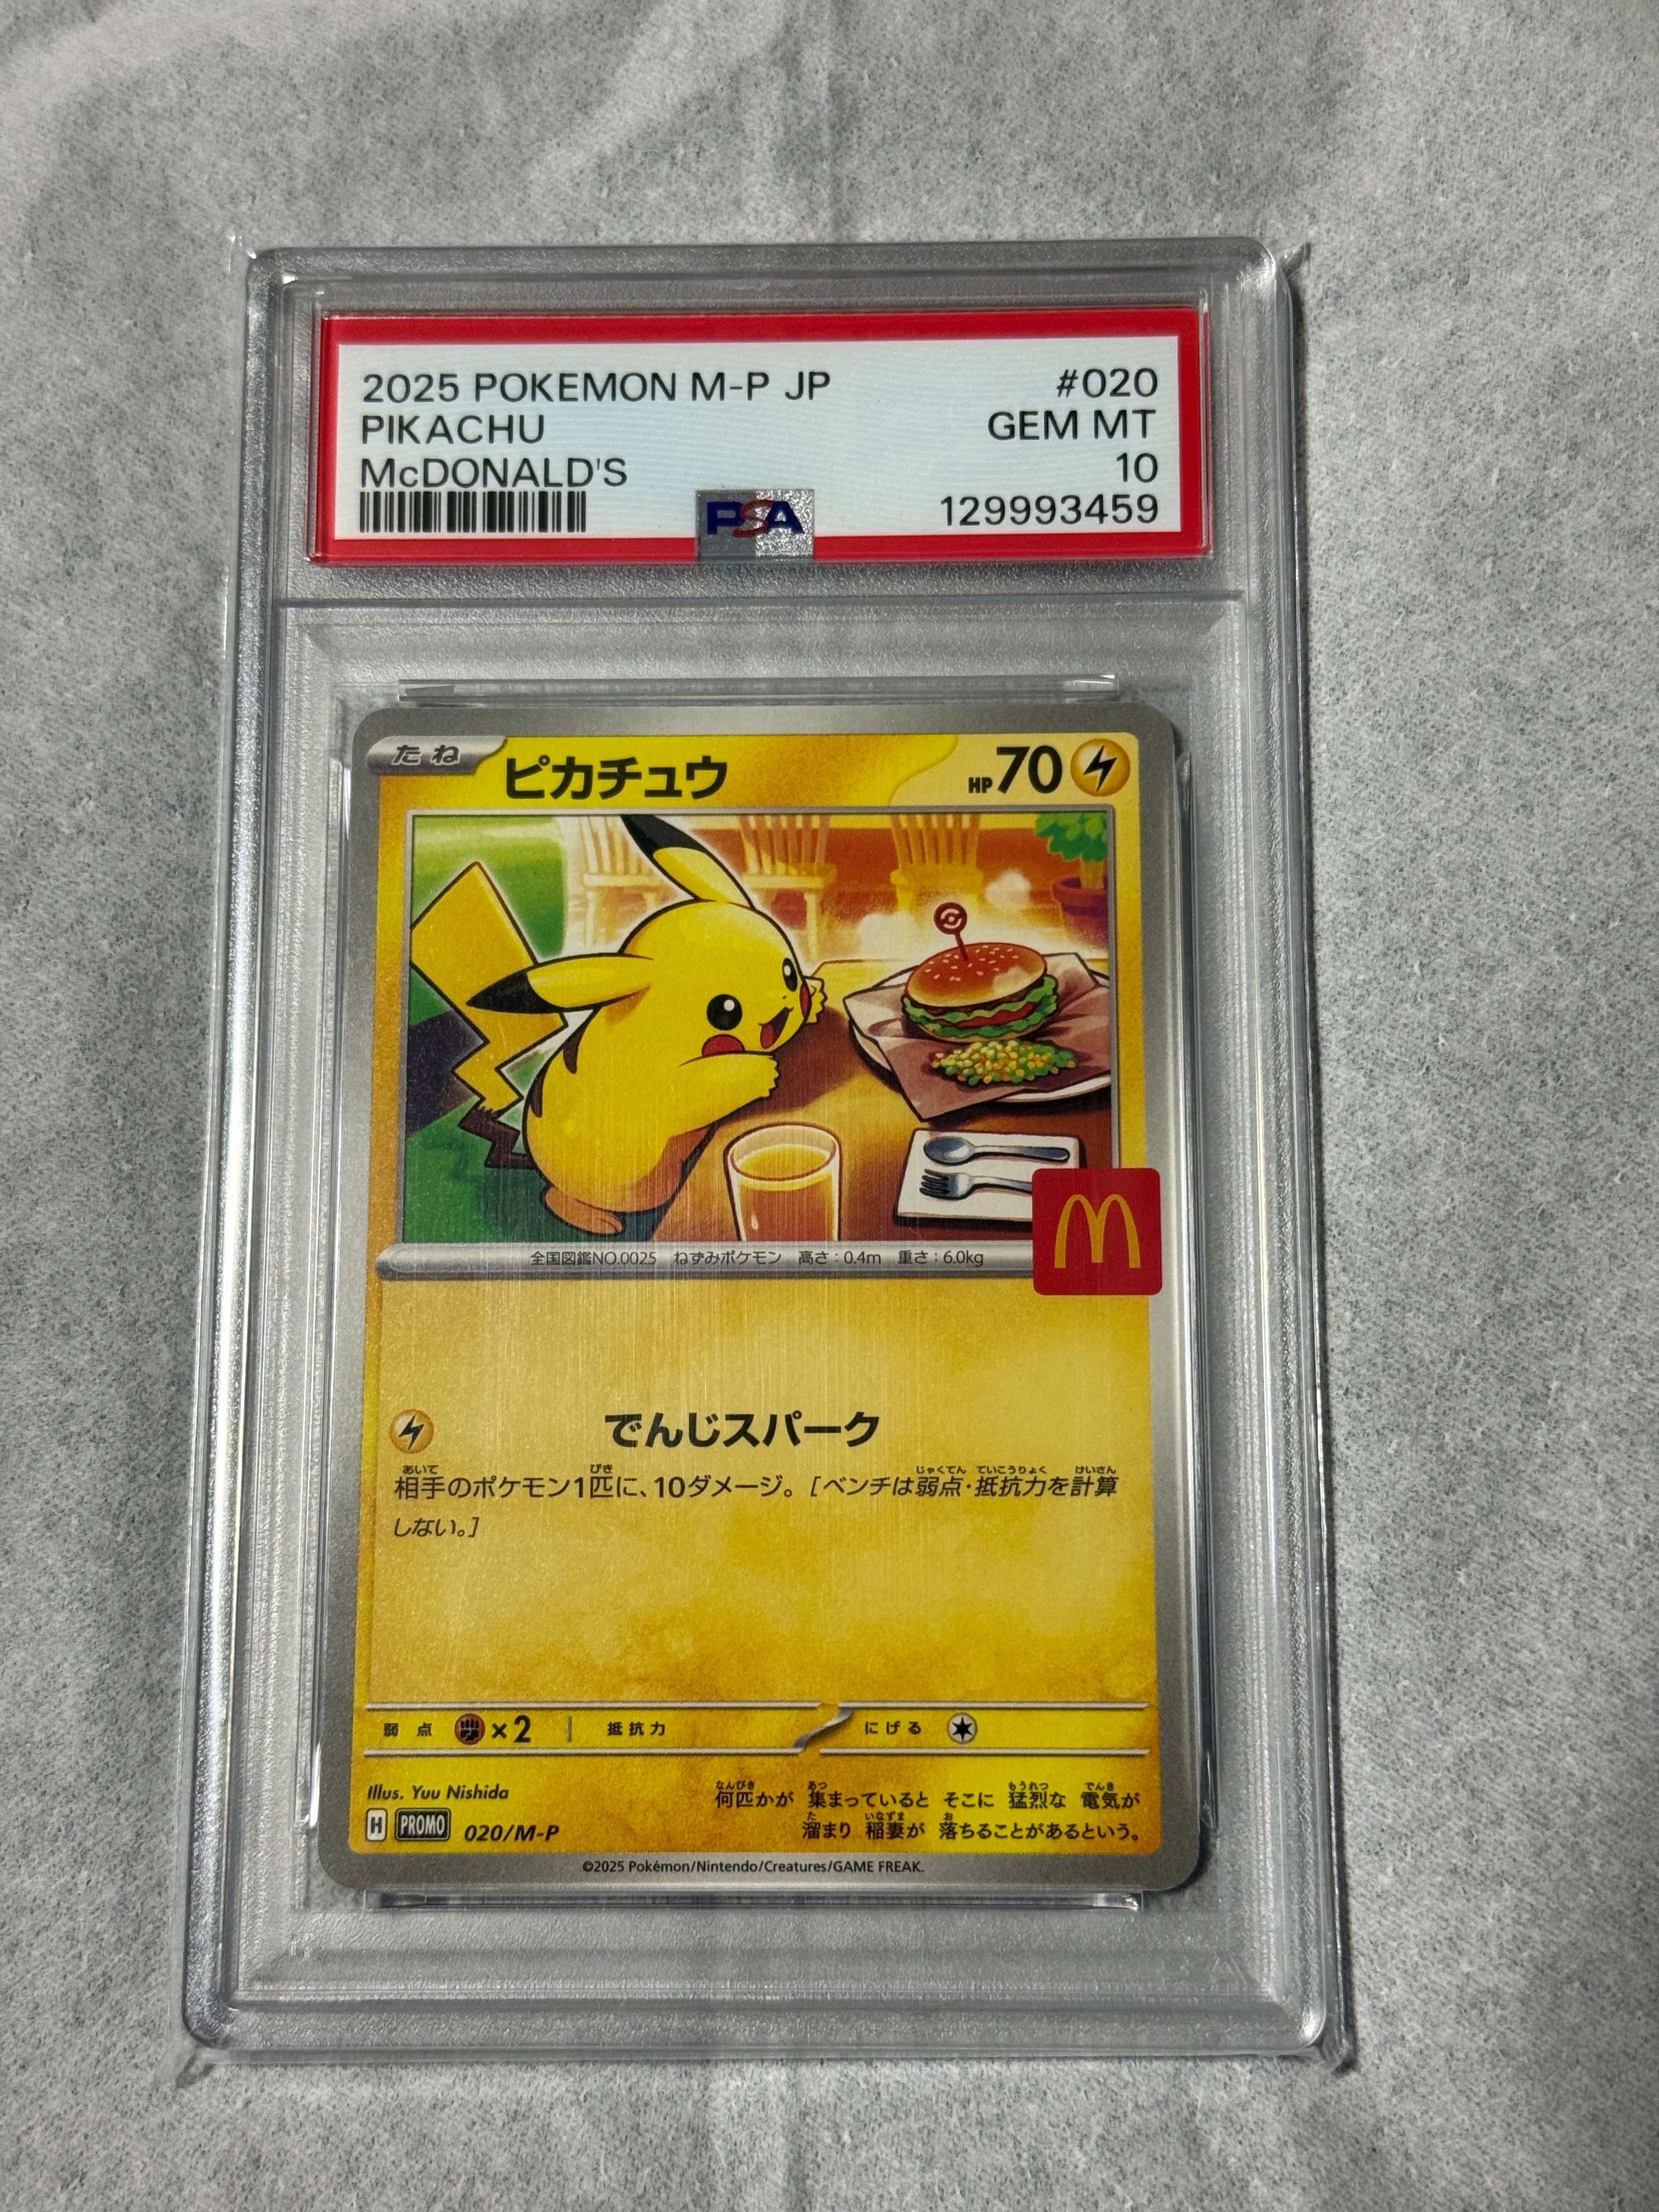 2025 POKEMON M-P JP #020
PIKACHU GEM MT
McDONALD'S 10
PSA 129993459
たね ピカチュウ HP70
全国図鑑NO.0025 ねずみポケモン 高さ:0.4m 重さ:6.0kg
でんじスパーク
相手のポケモン1匹に、10ダメージ。[ベンチは弱点・抵抗力を計算
しない。]
弱点 ×2 抵抗力 にげる
Illus. Yuu Nishida
何匹かが 集まっていると そこに 猛烈な 電気が
溜まり 稲妻が 落ちることがあるという。
H PROMO 020/M-P
©2025 Pokémon/Nintendo/Creatures/GAME FREAK.